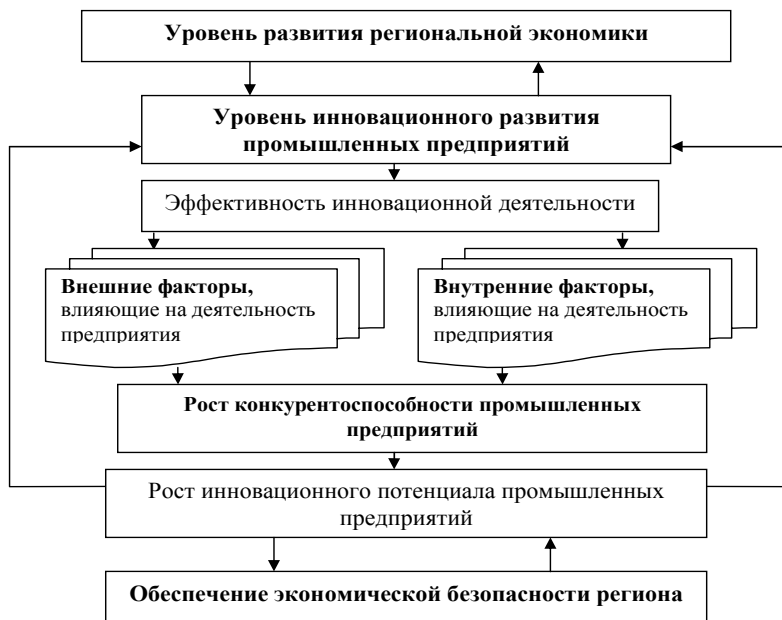 Уровень развития региональной экономики
Уровень инновационного развития
промышленных предприятий
Эффективность инновационной деятельности
Внешние факторы,
влияющие на деятельность
предприятия
Внутренние факторы,
влияющие на деятельность
предприятия
Рост конкурентоспособности промышленных
предприятий
Рост инновационного потенциала промышленных
предприятий
Обеспечение экономической безопасности региона